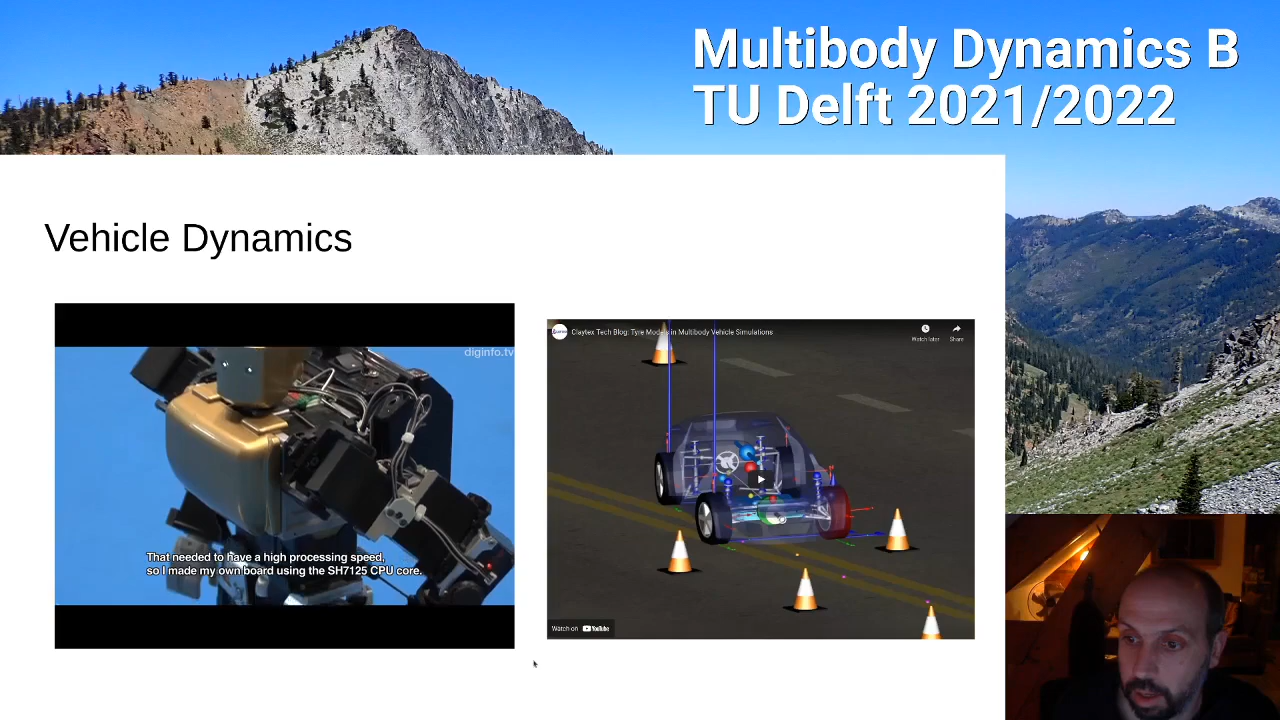 Multibody Dynamics B
TU Delft 2021/2022
Vehicle Dynamics
diginfo.tv
That needed to have a high processing speed,
so I made my own board using the SH7125 CPU core.
Claytex Tech Blog: Tyre Models in Multibody Vehicle Simulations
Watch later
Share
Watch on YouTube